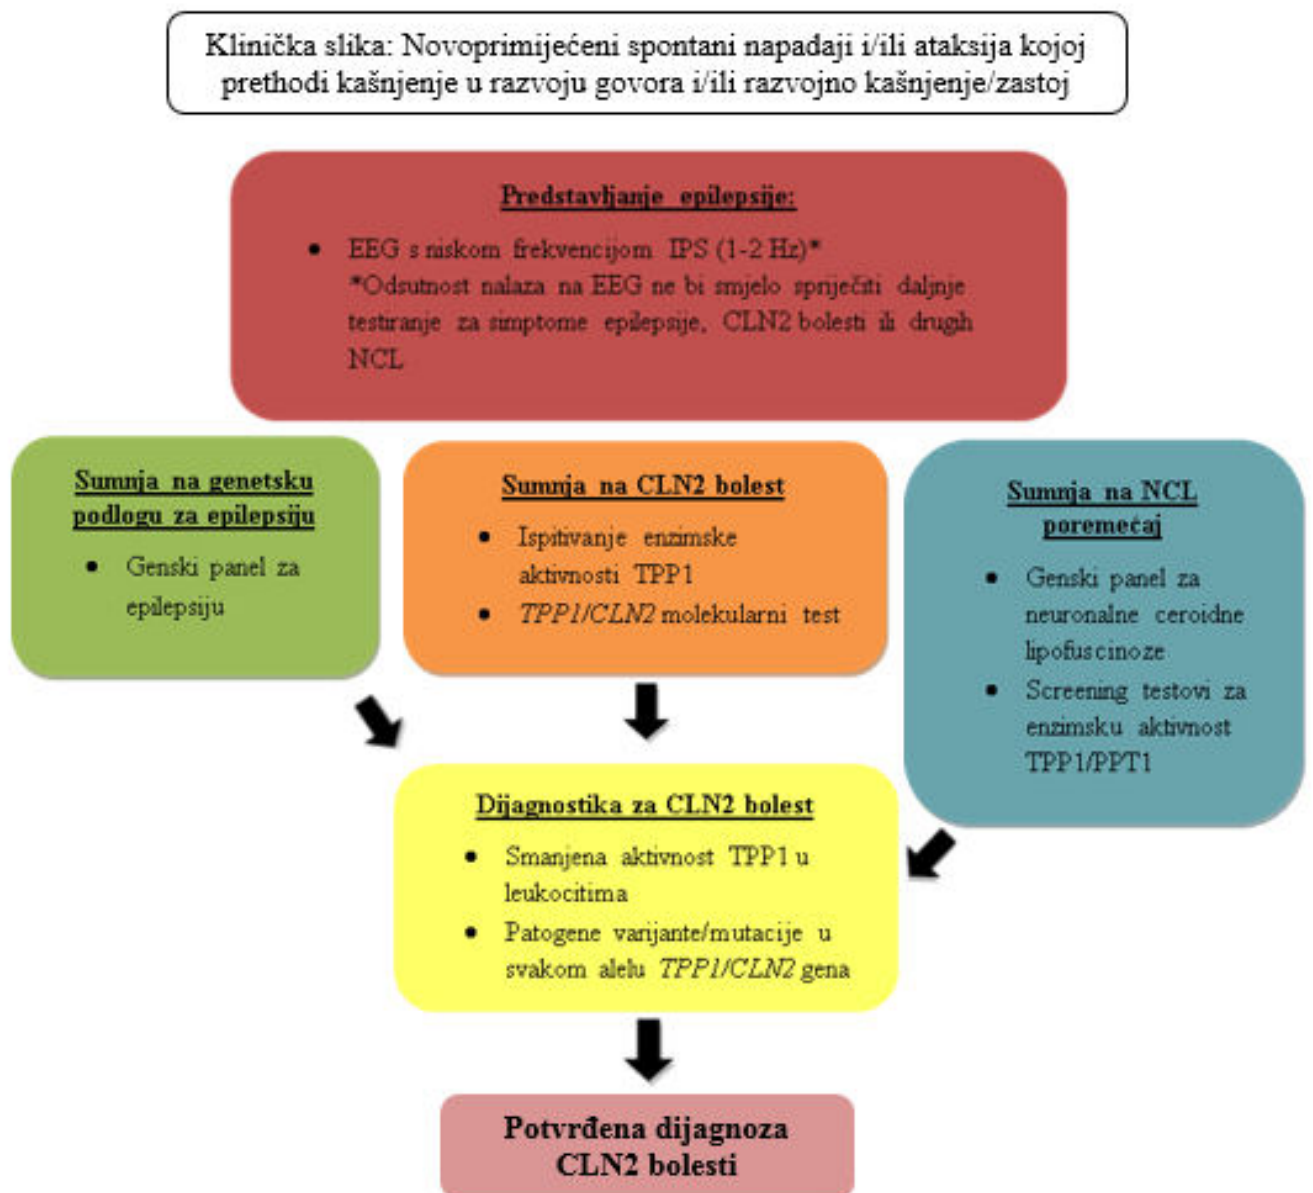 Klinička slika: Novoprimijećeni spontani napadaji i/ili ataksija kojoj
prethodi kašnjenje u razvoju govora i/ili razvojno kašnjenje/zastoj
Predstavljanje epilepsije:
• EEG s niskom frekvencijom IPS (1-2 Hz)*
*Odsutnost nalaza na EEG ne bi smjelo spriječiti daljnje
testiranje za simptome epilepsije, CLN2 bolesti ili drugih
NCL
Sumnja na genetsku
podlogu za epilepsiju
• Genski panel za
epilepsiju
Sumnja na CLN2 bolest
• Ispitivanje enzimske
aktivnosti TPP1
• TPP1/CLN2 molekularni test
Sumnja na NCL
poremećaj
• Genski panel za
neuronalne ceroidne
lipofuscinoze
• Screening testovi za
enzimsku aktivnost
TPP1/PPT1
Dijagnostika za CLN2 bolest
• Smanjena aktivnost TPP1 u
leukocitima
• Patogene varijante/mutacije u
svakom alelu TPP1/CLN2 gena
Potvrđena dijagnoza
CLN2 bolesti